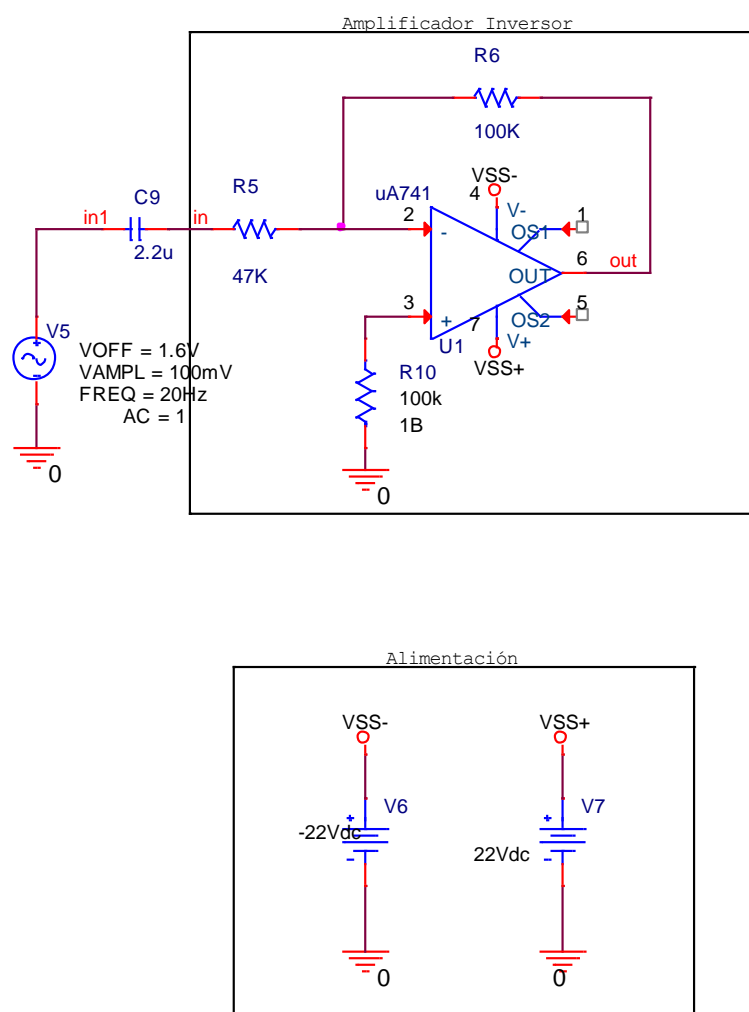 Amplificador Inversor
R6
100K
uA741
VSS-
4
V-
C9
R5
in1
in
2.2u
47K
2
-
OS1
1
OUT
6
out
3
+
7
OS2
5
V+
U1
VSS+
V5
VOFF = 1.6V
VAMPL = 100mV
FREQ = 20Hz
AC = 1
R10
100k
1B
0
0
Alimentación
VSS-
VSS+
V6
V7
-22Vdc
22Vdc
0
0